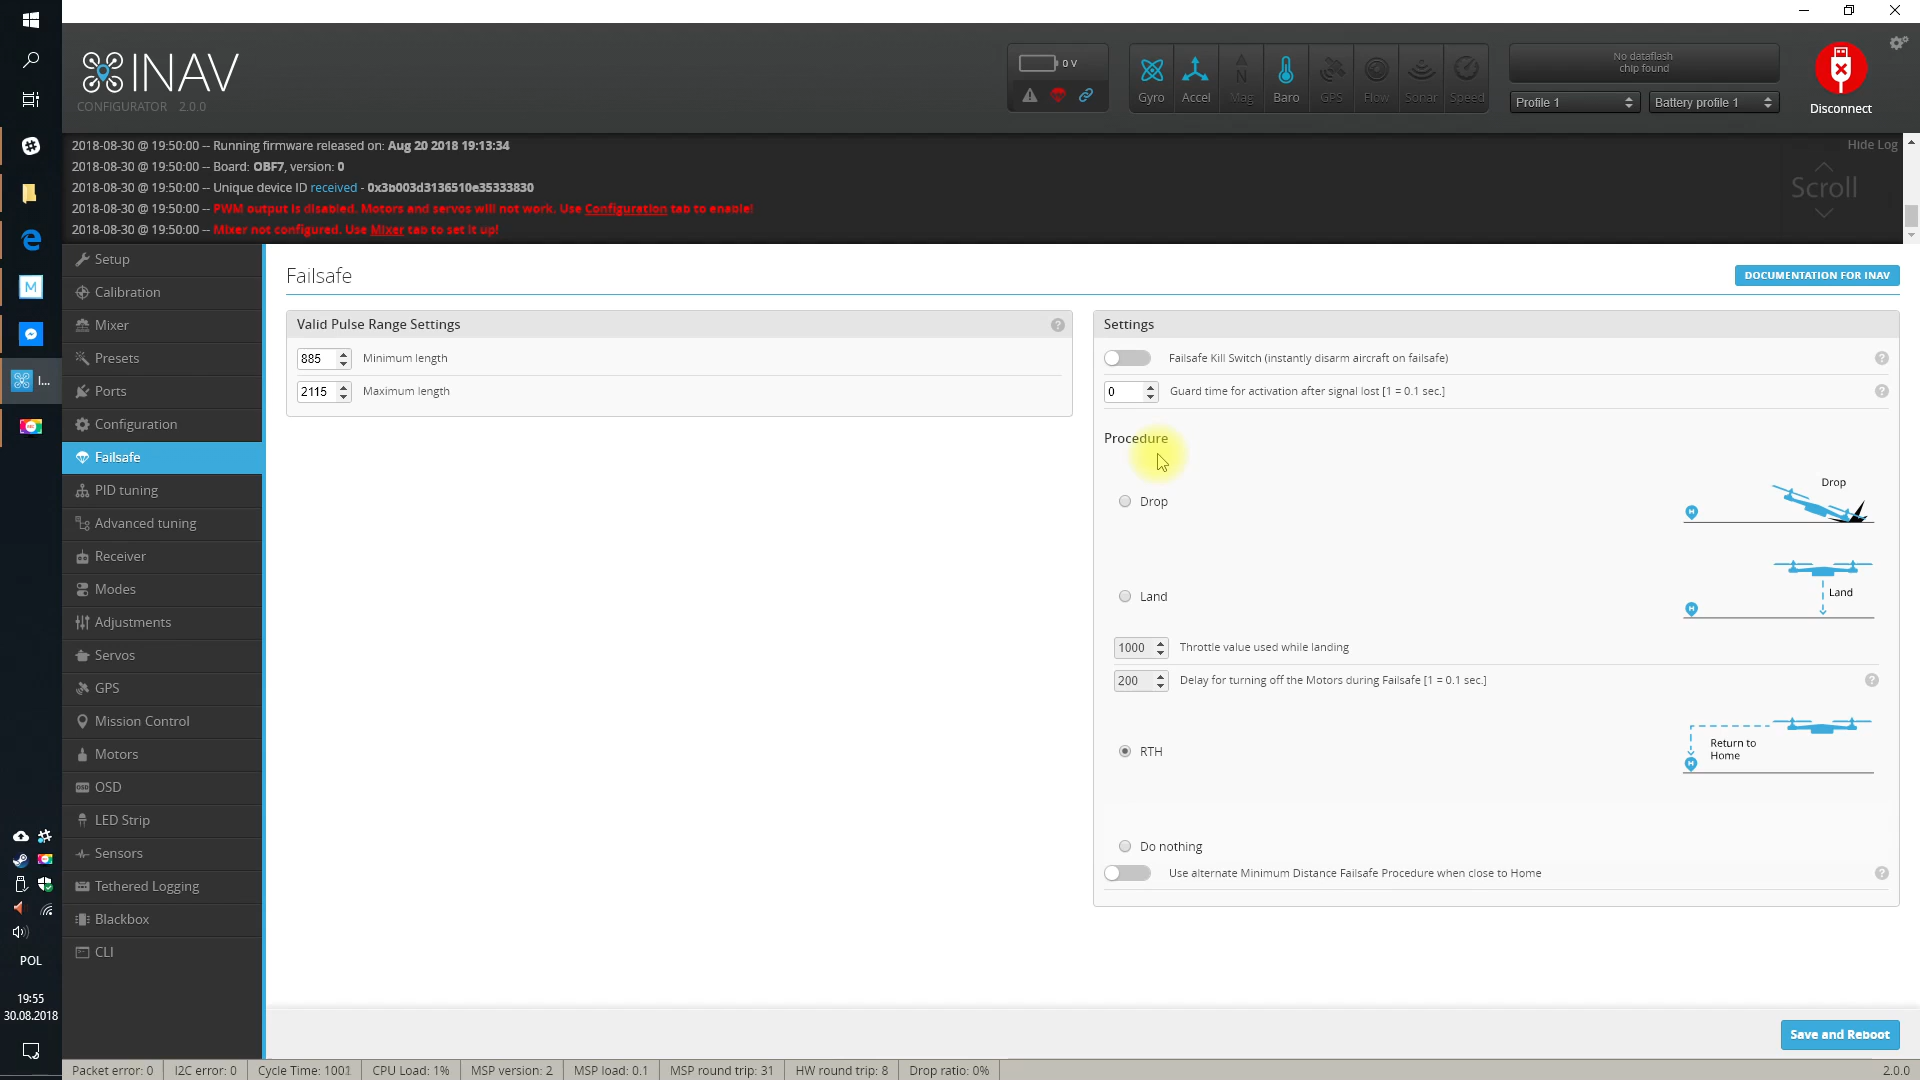 INAV
CONFIGURATOR 2.0.0
0 V
Gyro Accel Mag Baro GPS Flow Sonar Speed
No dataflash
chip found
Profile 1
Battery profile 1
Disconnect
2018-08-30 @ 19:50:00 -- Running firmware released on: Aug 20 2018 19:13:34
2018-08-30 @ 19:50:00 -- Board: OBF7, version: 0
2018-08-30 @ 19:50:00 -- Unique device ID received - 0x3b003d3136510e35333830
2018-08-30 @ 19:50:00 -- PWM output is disabled. Motors and servos will not work. Use Configuration tab to enable!
2018-08-30 @ 19:50:00 -- Mixer not configured. Use Mixer tab to set it up!
Hide Log
Scroll
Setup
Calibration
Mixer
Presets
Ports
Configuration
Failsafe
PID tuning
Advanced tuning
Receiver
Modes
Adjustments
Servos
GPS
Mission Control
Motors
OSD
LED Strip
Sensors
Tethered Logging
Blackbox
CLI
Failsafe
DOCUMENTATION FOR INAV
Valid Pulse Range Settings
885 Minimum length
2115 Maximum length
Settings
Failsafe Kill Switch (instantly disarm aircraft on failsafe)
0 Guard time for activation after signal lost [1 = 0.1 sec.]
Procedure
Drop
Drop
Land
Land
1000 Throttle value used while landing
200 Delay for turning off the Motors during Failsafe [1 = 0.1 sec.]
RTH
Return to
Home
Do nothing
Use alternate Minimum Distance Failsafe Procedure when close to Home
Save and Reboot
I...
POL
19:55
30.08.2018
Packet error: 0 I2C error: 0 Cycle Time: 1001 CPU Load: 1% MSP version: 2 MSP load: 0.1 MSP round trip: 31 HW round trip: 8 Drop ratio: 0% 2.0.0